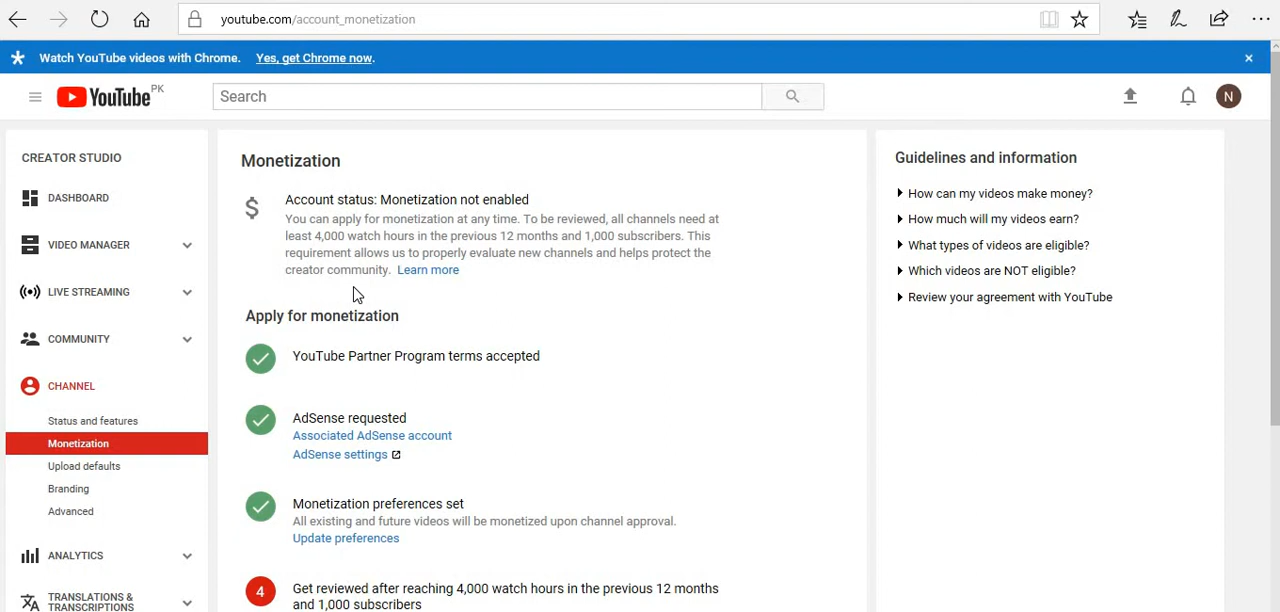 youtube.com/account_monetization
Watch YouTube videos with Chrome. Yes, get Chrome now.
YouTube PK
Search
N
CREATOR STUDIO
DASHBOARD
VIDEO MANAGER
LIVE STREAMING
COMMUNITY
CHANNEL
Status and features
Monetization
Upload defaults
Branding
Advanced
ANALYTICS
TRANSLATIONS &
TRANSCRIPTIONS
Monetization
$
Account status: Monetization not enabled
You can apply for monetization at any time. To be reviewed, all channels need at
least 4,000 watch hours in the previous 12 months and 1,000 subscribers. This
requirement allows us to properly evaluate new channels and helps protect the
creator community. Learn more
Apply for monetization
YouTube Partner Program terms accepted
AdSense requested
Associated AdSense account
AdSense settings
Monetization preferences set
All existing and future videos will be monetized upon channel approval.
Update preferences
4
Get reviewed after reaching 4,000 watch hours in the previous 12 months
and 1,000 subscribers
Guidelines and information
How can my videos make money?
How much will my videos earn?
What types of videos are eligible?
Which videos are NOT eligible?
Review your agreement with YouTube